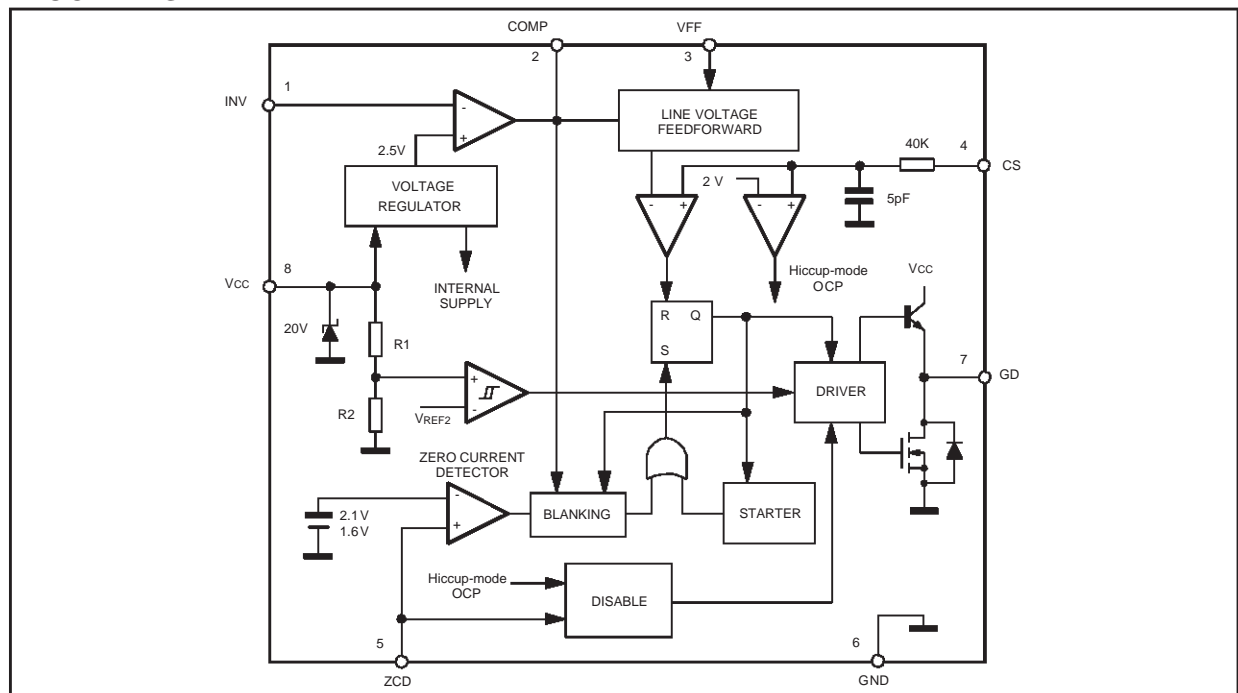 COMP
VFF
2
3
1
INV
LINE VOLTAGE
FEEDFORWARD
-
+
2.5V
40K
4
CS
VOLTAGE
REGULATOR
2 V
-
+
-
+
5pF
8
VCC
INTERNAL
SUPPLY
Hiccup-mode
OCP
VCC
20V
R1
R Q
S
7
GD
+
-
DRIVER
R2
VREF2
ZERO CURRENT
DETECTOR
-
+
2.1V
1.6V
BLANKING
STARTER
Hiccup-mode
OCP
DISABLE
5
6
ZCD
GND